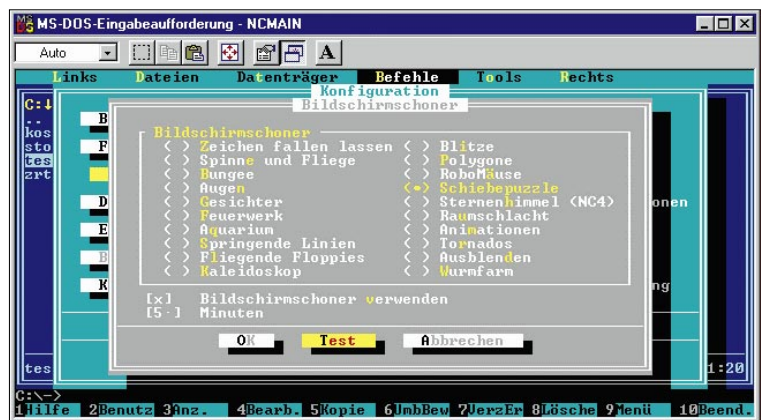 MS-DOS-Eingabeaufforderung - NCMAIN
Auto
A
Links Dateien Datenträger Befehle Tools Rechts
Konfiguration
Bildschirmschoner
C:↓
..
kos
sto
tes
zrt
B
F
D
E
B
K
Bildschirmschoner
( ) Zeichen fallen lassen ( ) Blitze
( ) Spinne und Fliege ( ) Polygone
( ) Bungee ( ) RoboMäuse
( ) Augen (•) Schiebepuzzle
( ) Gesichter ( ) Sternenhimmel (NC4)
( ) Feuerwerk ( ) Raumschlacht
( ) Aquarium ( ) Animationen
( ) Springende Linien ( ) Tornados
( ) Fliegende Floppies ( ) Ausblenden
( ) Kaleidoskop ( ) Wurmfarm
onen
ng
[x] Bildschirmschoner verwenden
[5·] Minuten
OK Test Abbrechen
tes 1:20
C:\->
1Hilfe 2Benutz 3Anz. 4Bearb. 5Kopie 6UmbBew 7VerzEr 8Lösche 9Menü 10Beend.